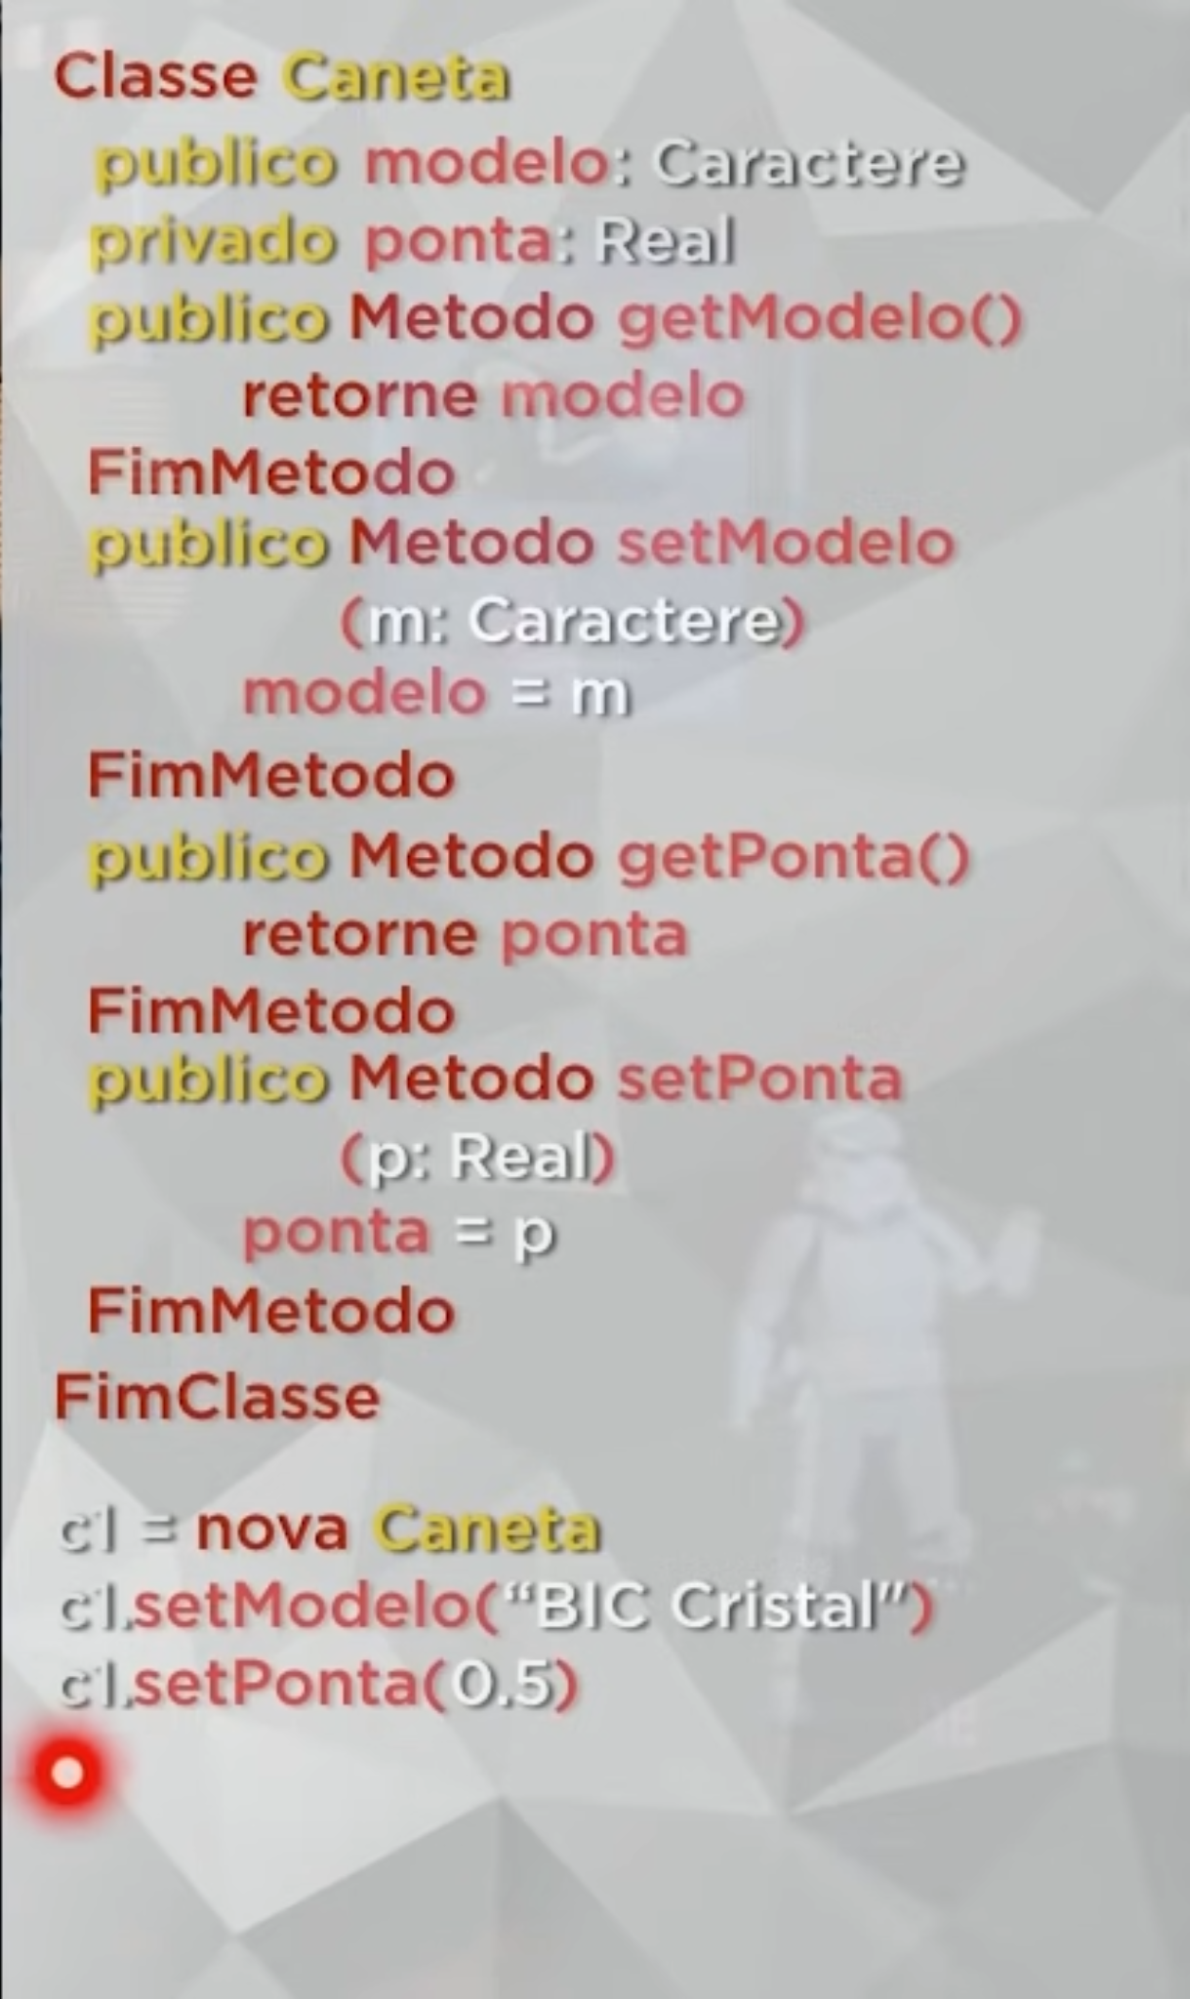 Classe Caneta
publico modelo: Caractere
privado ponta: Real
publico Metodo getModelo()
retorne modelo
FimMetodo
publico Metodo setModelo
(m: Caractere)
modelo = m
FimMetodo
publico Metodo getPonta()
retorne ponta
FimMetodo
publico Metodo setPonta
(p: Real)
ponta = p
FimMetodo
FimClasse
c1 = nova Caneta
c1.setModelo(“BIC Cristal")
c1.setPonta(0.5)